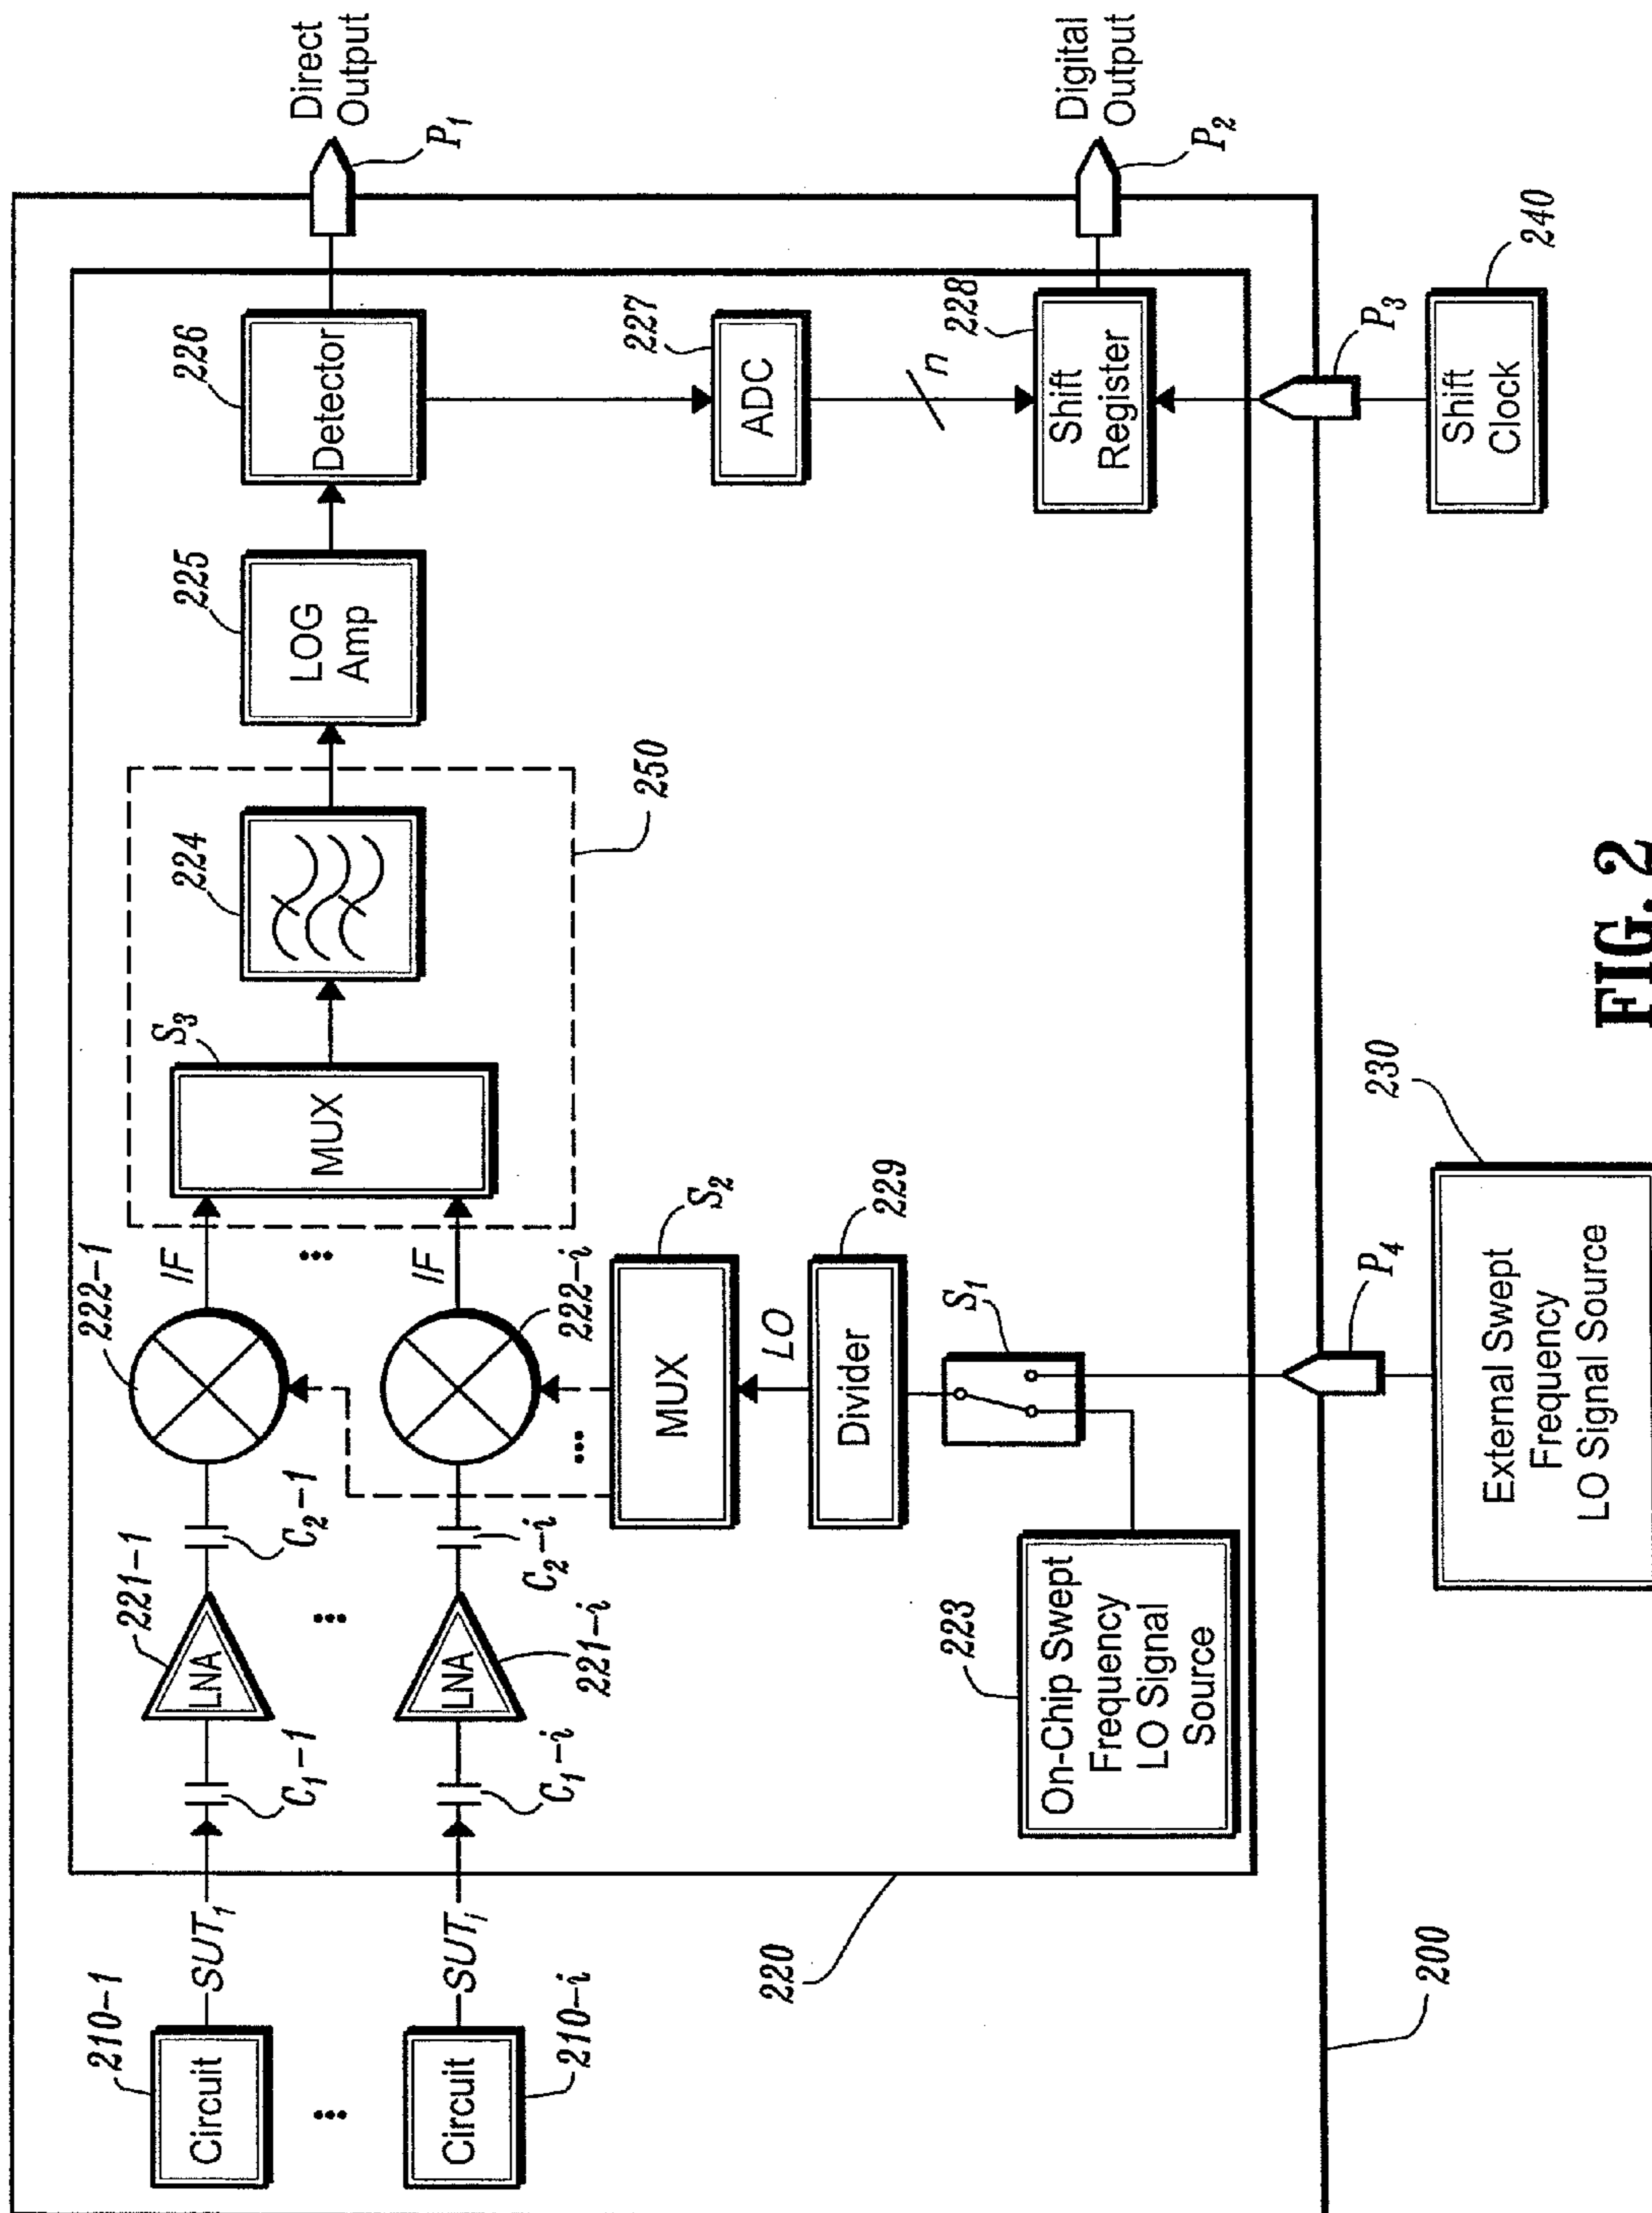 210-1
Circuit
SUT1
C1-1
221-1
LNA
C2-1
222-1
IF
S3
MUX
224
250
225
LOG
Amp
226
Detector
Direct
Output
P1
210-i
Circuit
SUTi
C1-i
LNA
221-i
C2-i
222-i
IF
227
ADC
n
228
Shift
Register
Digital
Output
P2
MUX
S2
LO
Divider
229
S1
223
On-Chip Swept
Frequency
LO Signal
Source
220
200
P4
230
External Swept
Frequency
LO Signal Source
P3
240
Shift
Clock
FIG. 2